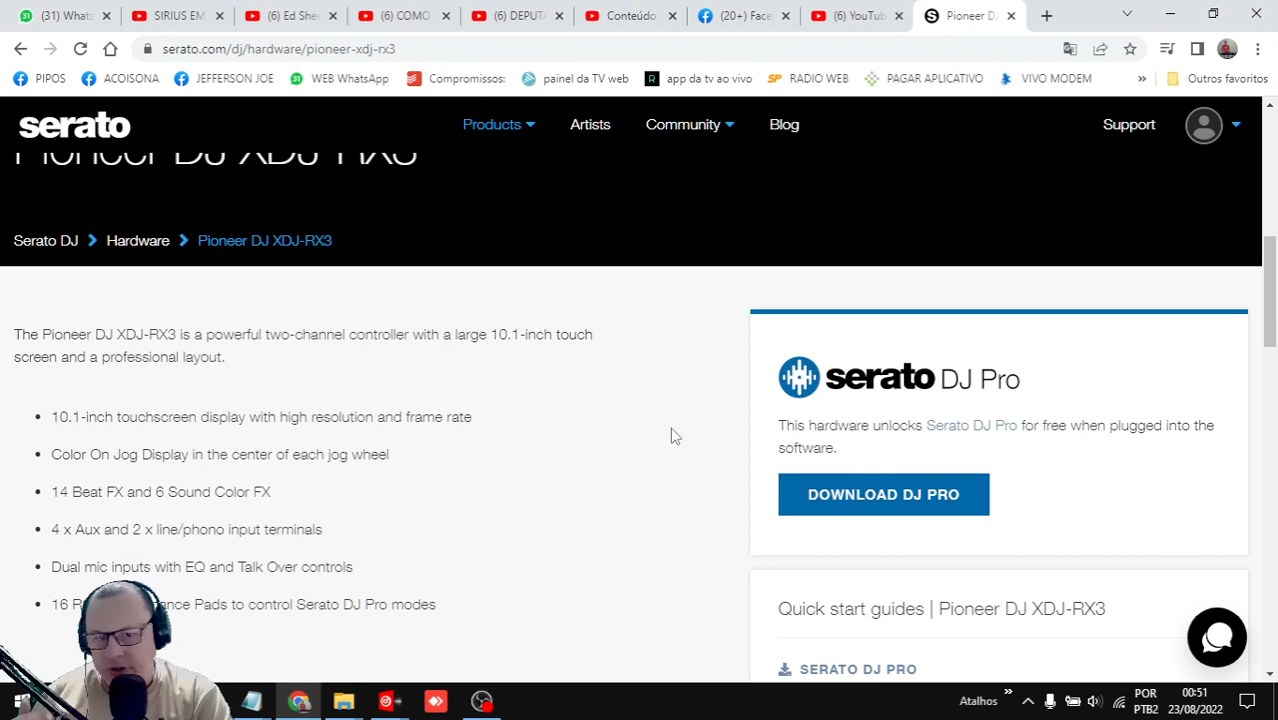 (31) Whats
SIRIUS EM
(6) Ed Shee
(6) COMO
(6) DEPUTA
Conteúdo
(20+) Face
(6) YouTub
Pioneer DJ
serato.com/dj/hardware/pioneer-xdj-rx3
PIPOS
ACOISONA
JEFFERSON JOE
WEB WhatsApp
Compromissos:
painel da TV web
app da tv ao vivo
RADIO WEB
PAGAR APLICATIVO
VIVO MODEM
Outros favoritos
serato
Products
Artists
Community
Blog
Support
Pioneer DJ XDJ-RX3
Serato DJ
Hardware
Pioneer DJ XDJ-RX3
The Pioneer DJ XDJ-RX3 is a powerful two-channel controller with a large 10.1-inch touch
screen and a professional layout.
10.1-inch touchscreen display with high resolution and frame rate
Color On Jog Display in the center of each jog wheel
14 Beat FX and 6 Sound Color FX
4 x Aux and 2 x line/phono input terminals
Dual mic inputs with EQ and Talk Over controls
16 Pads to control Serato DJ Pro modes
serato DJ Pro
This hardware unlocks Serato DJ Pro for free when plugged into the
software.
DOWNLOAD DJ PRO
Quick start guides | Pioneer DJ XDJ-RX3
SERATO DJ PRO
Atalhos
POR
PTB2
00:51
23/08/2022